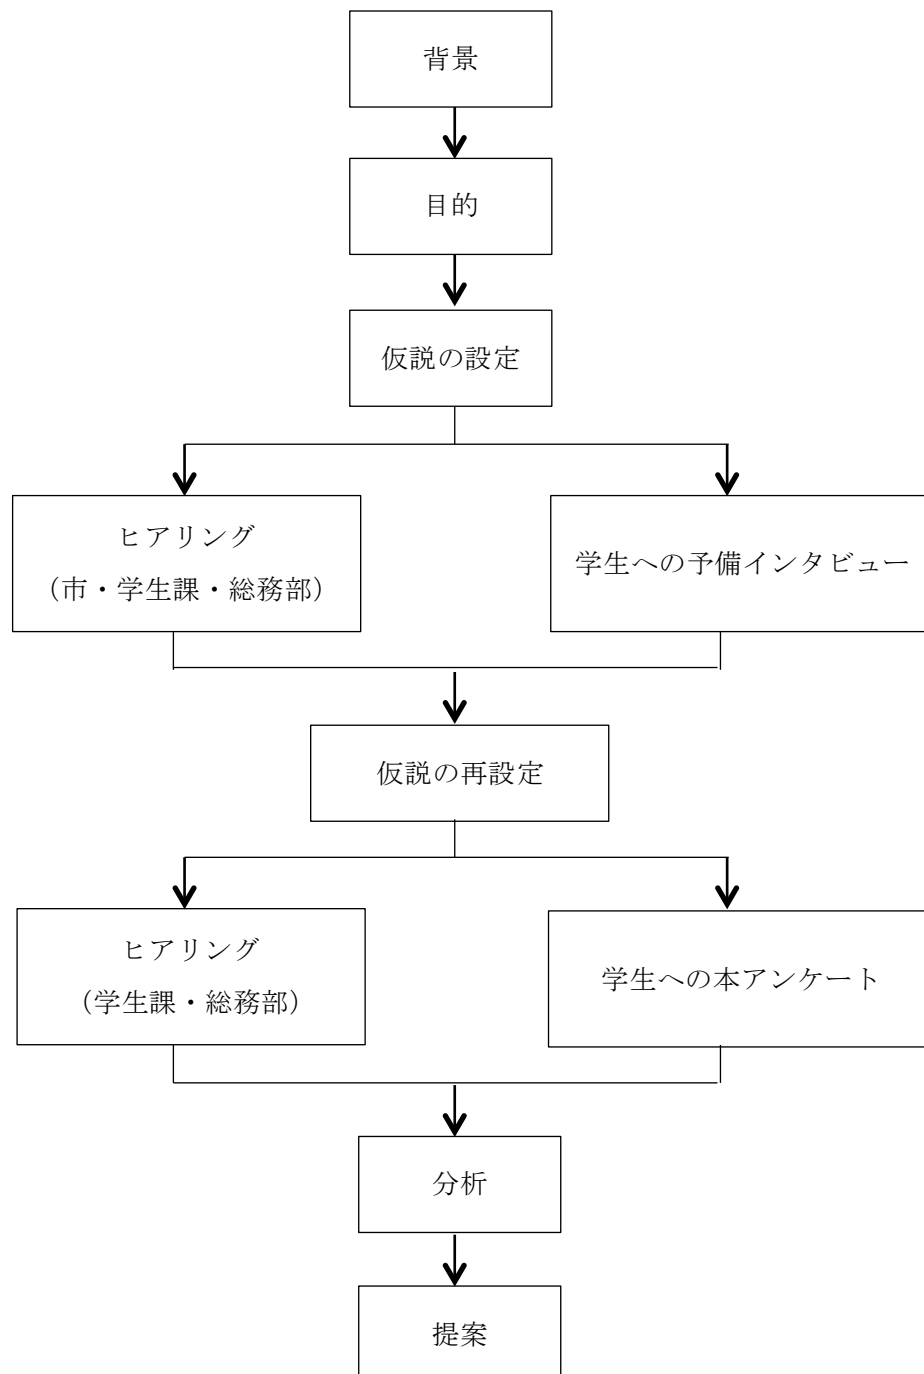 背景
目的
仮説の設定
ヒアリング
（市・学生課・総務部）
学生への予備インタビュー
仮説の再設定
ヒアリング
（学生課・総務部）
学生への本アンケート
分析
提案